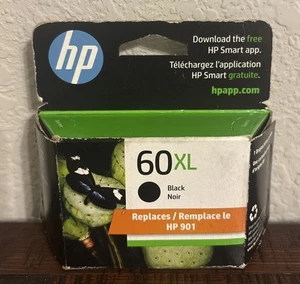 hp
Download the free
HP Smart app.
Téléchargez l'application
HP Smart gratuite.
hpapp.com
60XL
Black
Noir
Replaces / Remplace le
HP 901